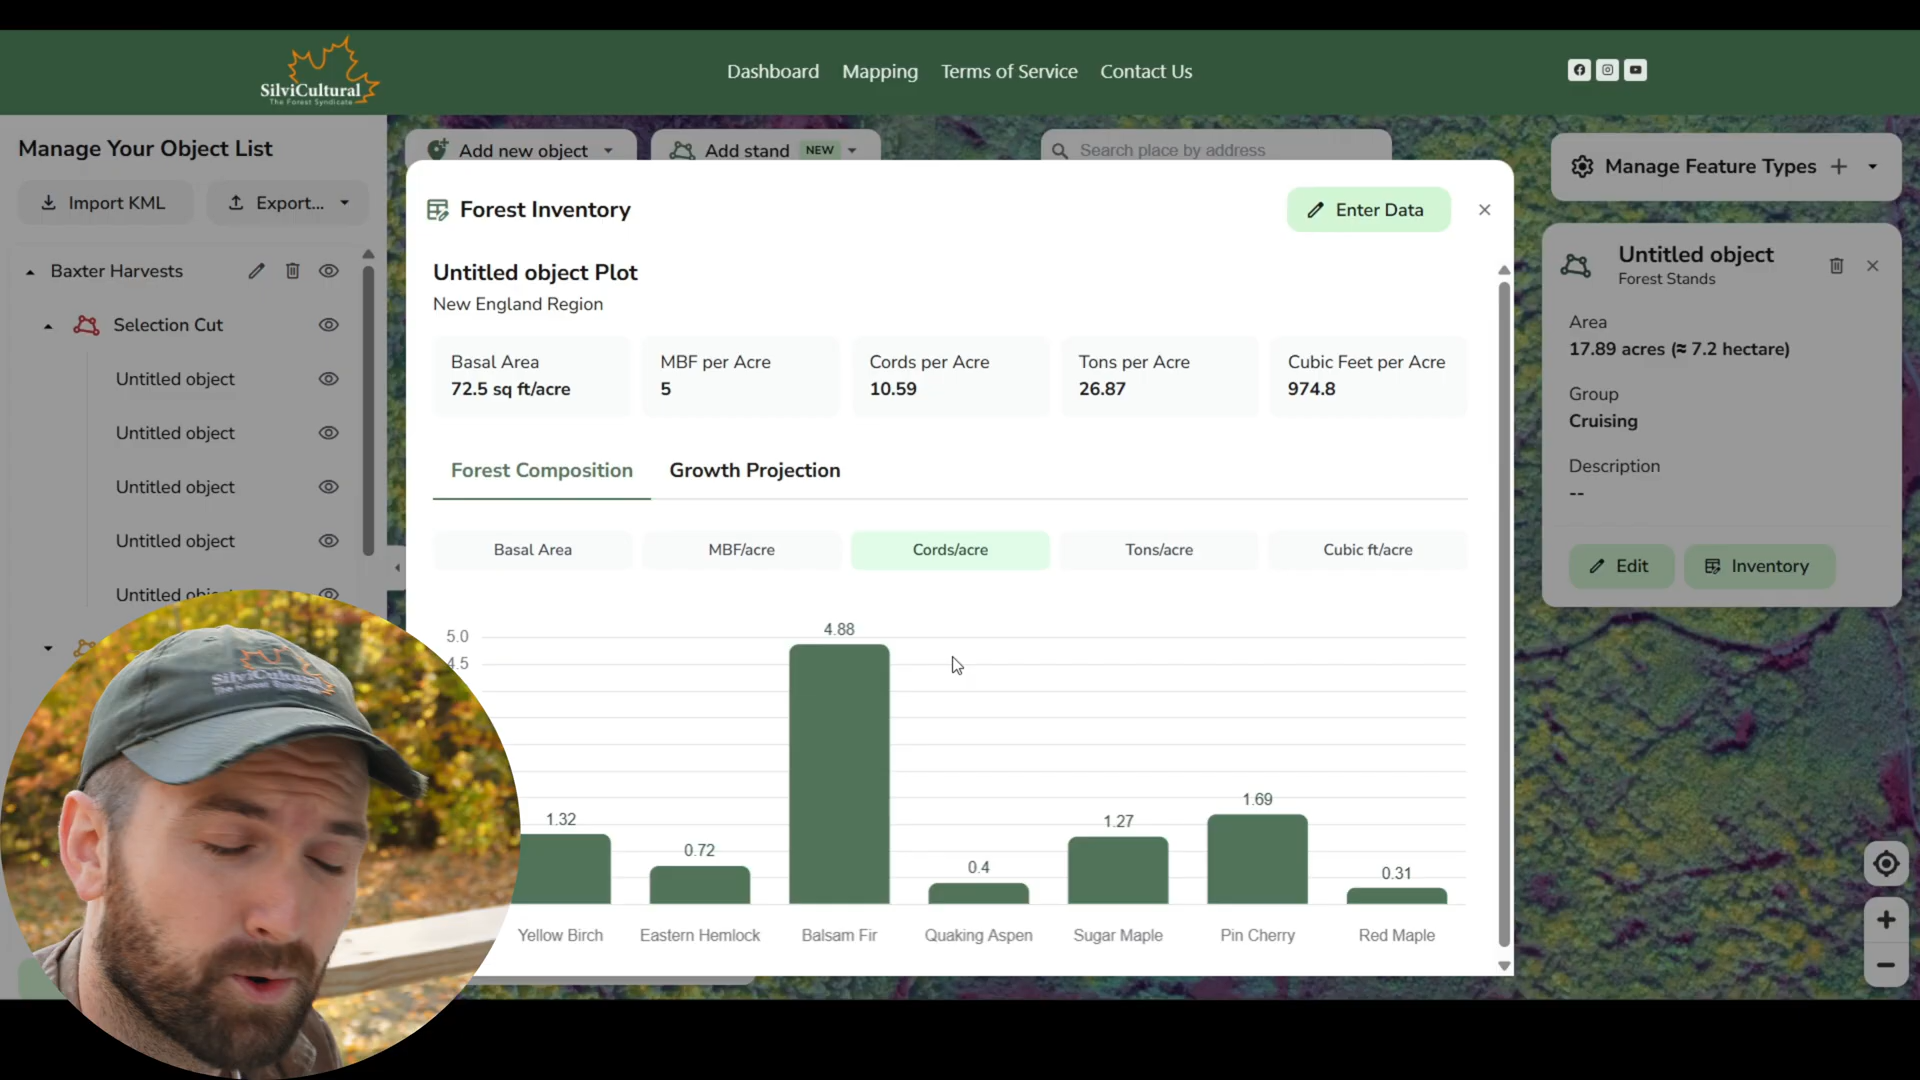 SilviCultural
The Forest Syndicate
Dashboard
Mapping
Terms of Service
Contact Us
Manage Your Object List
Import KML
Export...
Baxter Harvests
Selection Cut
Untitled object
Untitled object
Untitled object
Untitled object
Untitled obje
Add new object
Add stand NEW
Search place by address
Manage Feature Types
Forest Inventory
Enter Data
Untitled object Plot
New England Region
Basal Area
72.5 sq ft/acre
MBF per Acre
5
Cords per Acre
10.59
Tons per Acre
26.87
Cubic Feet per Acre
974.8
Forest Composition
Growth Projection
Basal Area
MBF/acre
Cords/acre
Tons/acre
Cubic ft/acre
5.0
4.5
1.32
0.72
4.88
0.4
1.27
1.69
0.31
Yellow Birch
Eastern Hemlock
Balsam Fir
Quaking Aspen
Sugar Maple
Pin Cherry
Red Maple
Untitled object
Forest Stands
Area
17.89 acres (≈ 7.2 hectare)
Group
Cruising
Description
--
Edit
Inventory
SilviCultural
The Forest Syndicate